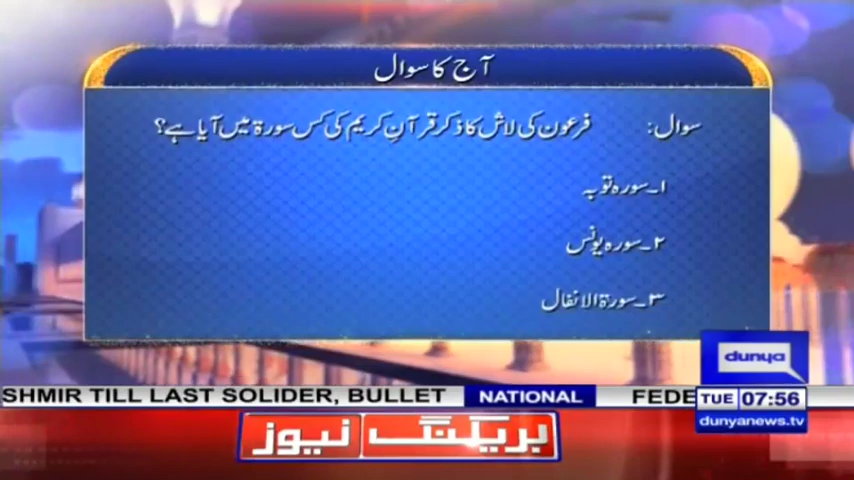 آج کا سوال
سوال: فرعون کی لاش کا ذکر قرآنِ کریم کی کس سورۃ میں آیا ہے؟
۱۔ سورہ توبہ
۲۔ سورہ یونس
۳۔ سورۃ الانفال
dunya
SHMIR TILL LAST SOLIDER, BULLET NATIONAL FEDE TUE 07:56
dunyanews.tv
بریکنگ نیوز